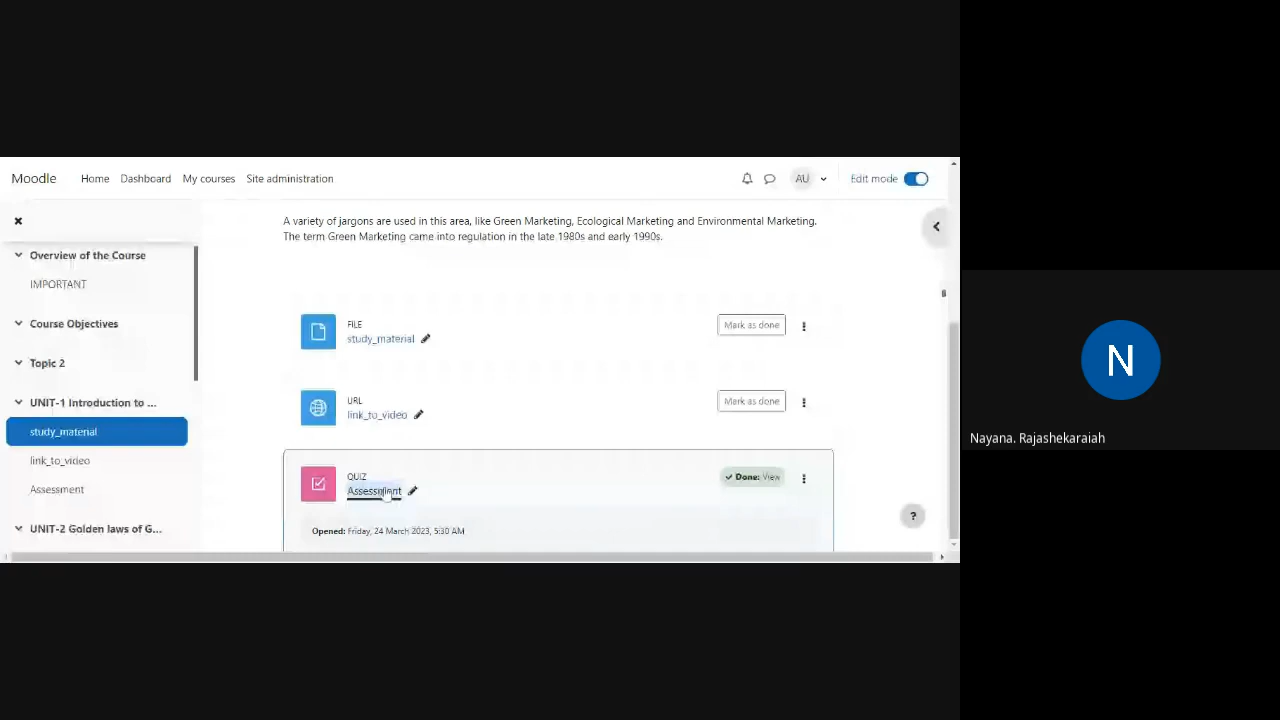 Moodle Home Dashboard My courses Site administration AU Edit mode
A variety of jargons are used in this area, like Green Marketing, Ecological Marketing and Environmental Marketing.
The term Green Marketing came into regulation in the late 1980s and early 1990s.
Overview of the Course
IMPORTANT
Course Objectives
Topic 2
UNIT-1 Introduction to ...
study_material
link_to_video
Assessment
UNIT-2 Golden laws of G...
FILE
study_material
Mark as done
URL
link_to_video
Mark as done
QUIZ
Assessment
Done: View
Opened: Friday, 24 March 2023, 5:30 AM
?
N
Nayana. Rajashekaraiah